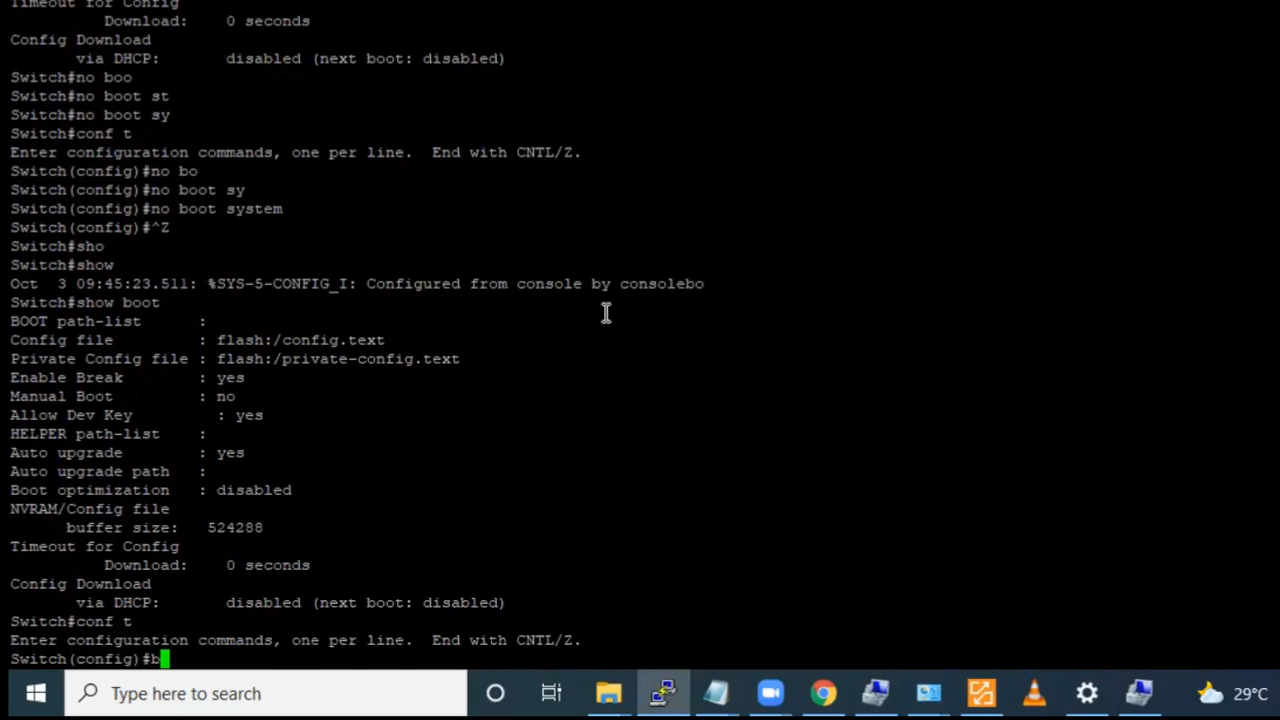 Timeout for Config
Download: 0 seconds
Config Download
via DHCP: disabled (next boot: disabled)
Switch#no boo
Switch#no boot st
Switch#no boot sy
Switch#conf t
Enter configuration commands, one per line. End with CNTL/Z.
Switch(config)#no bo
Switch(config)#no boot sy
Switch(config)#no boot system
Switch(config)#^Z
Switch#sho
Switch#show
Oct 3 09:45:23.511: %SYS-5-CONFIG_I: Configured from console by consolebo
Switch#show boot
BOOT path-list :
Config file : flash:/config.text
Private Config file : flash:/private-config.text
Enable Break : yes
Manual Boot : no
Allow Dev Key : yes
HELPER path-list :
Auto upgrade : yes
Auto upgrade path :
Boot optimization : disabled
NVRAM/Config file
buffer size: 524288
Timeout for Config
Download: 0 seconds
Config Download
via DHCP: disabled (next boot: disabled)
Switch#conf t
Enter configuration commands, one per line. End with CNTL/Z.
Switch(config)#b
Type here to search
29°C